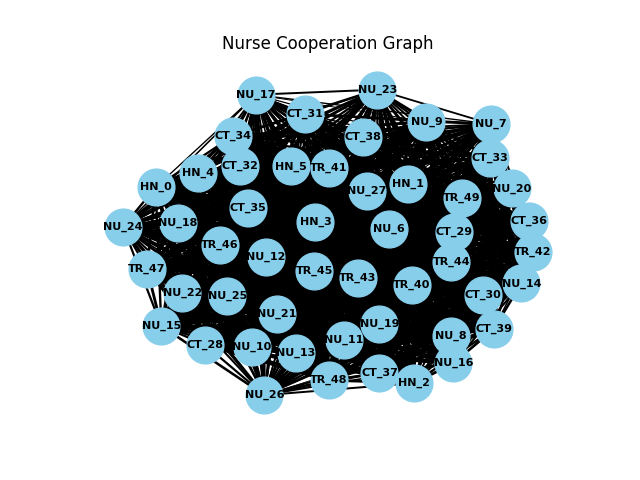 Nurse Cooperation Graph
NU_23
NU_17
CT_31
NU_9
NU_7
CT_34
CT_38
CT_33
CT_32
HN_5
TR_41
HN_4
HN_0
NU_27
HN_1
NU_20
TR_49
CT_35
HN_3
CT_36
NU_18
NU_24
NU_6
CT_29
TR_46
TR_42
NU_12
TR_44
TR_47
TR_45
TR_43
TR_40
NU_14
NU_22
NU_25
CT_30
NU_21
NU_15
NU_19
CT_39
NU_8
NU_11
CT_28
NU_10
NU_13
NU_16
CT_37
TR_48
HN_2
NU_26